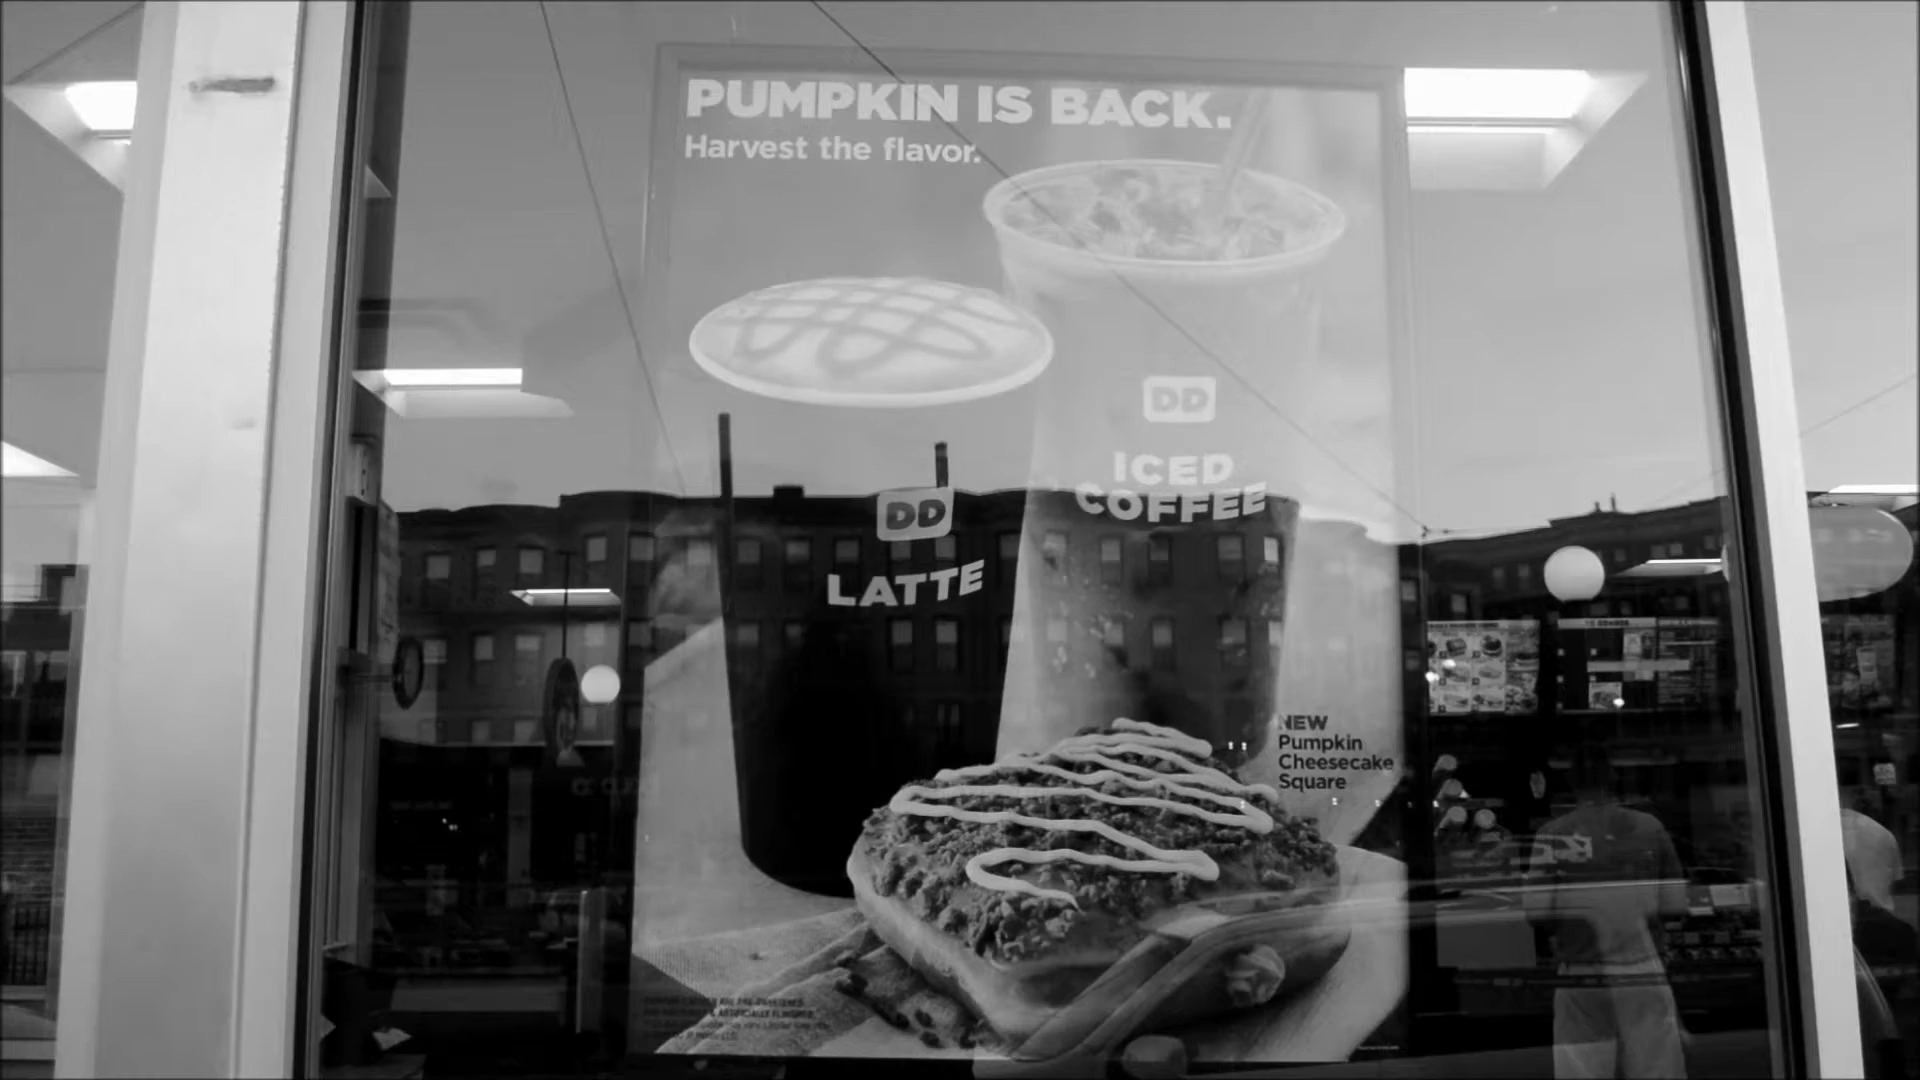 PUMPKIN IS BACK.
Harvest the flavor.
DD
ICED
COFFEE
DD
LATTE
NEW
Pumpkin
Cheesecake
Square